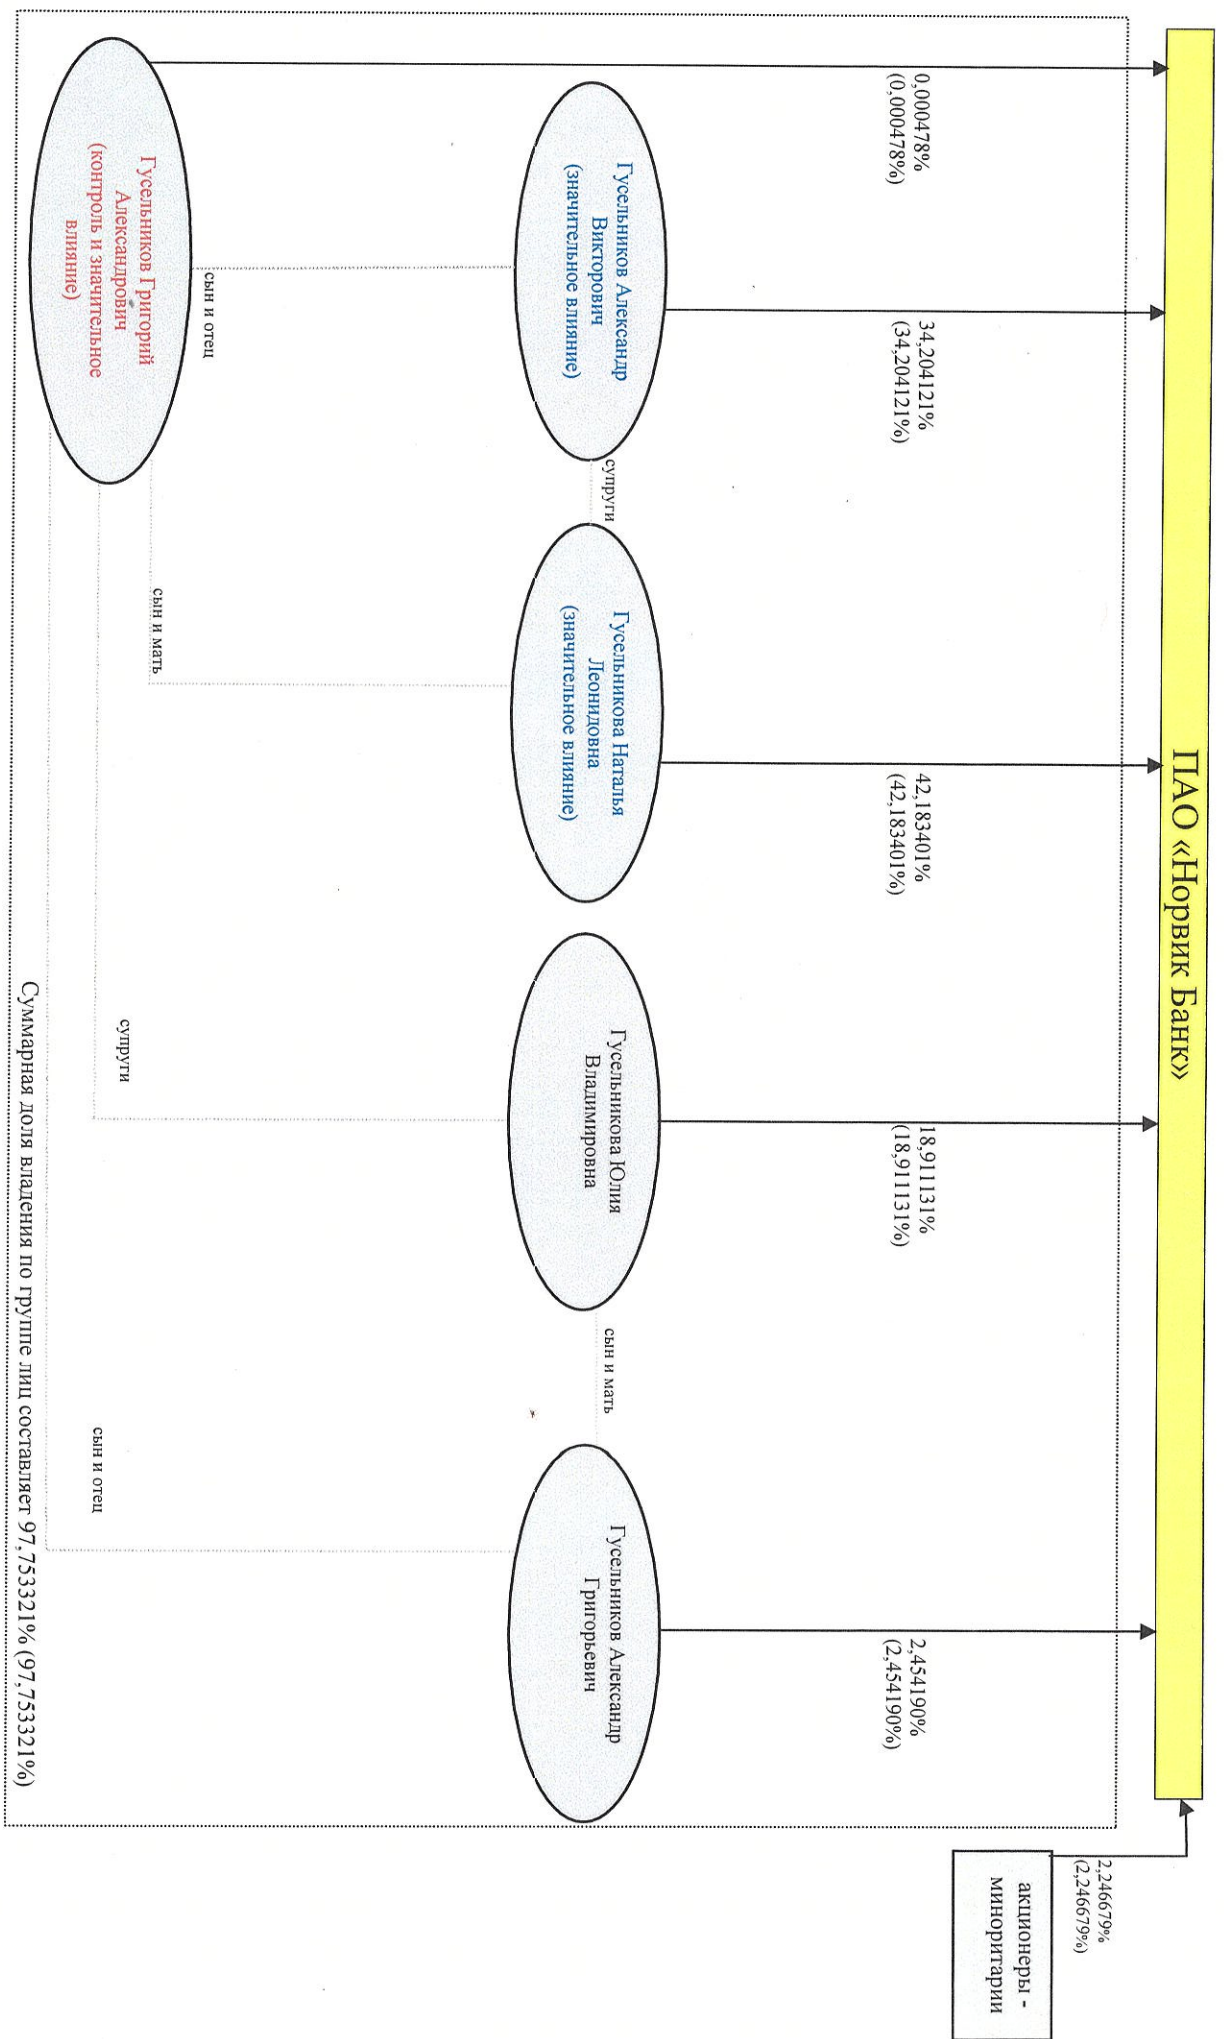 ПАО «Норвик Банк»
0,000478%
(0,000478%)
34,204121%
(34,204121%)
42,183401%
(42,183401%)
18,911131%
(18,911131%)
2,454190%
(2,454190%)
2,246679%
(2,246679%)
акционеры -
миноритарии
Гусельников Александр
Викторович
(значительное влияние)
супруги
Гусельникова Наталья
Леонидовна
(значительное влияние)
Гусельникова Юлия
Владимировна
сын и мать
Гусельников Александр
Григорьевич
сын и отец
сын и мать
супруги
сын и отец
Гусельников Григорий
Александрович
(контроль и значительное
влияние)
Суммарная доля владения по группе лиц составляет 97,753321% (97,753321%)